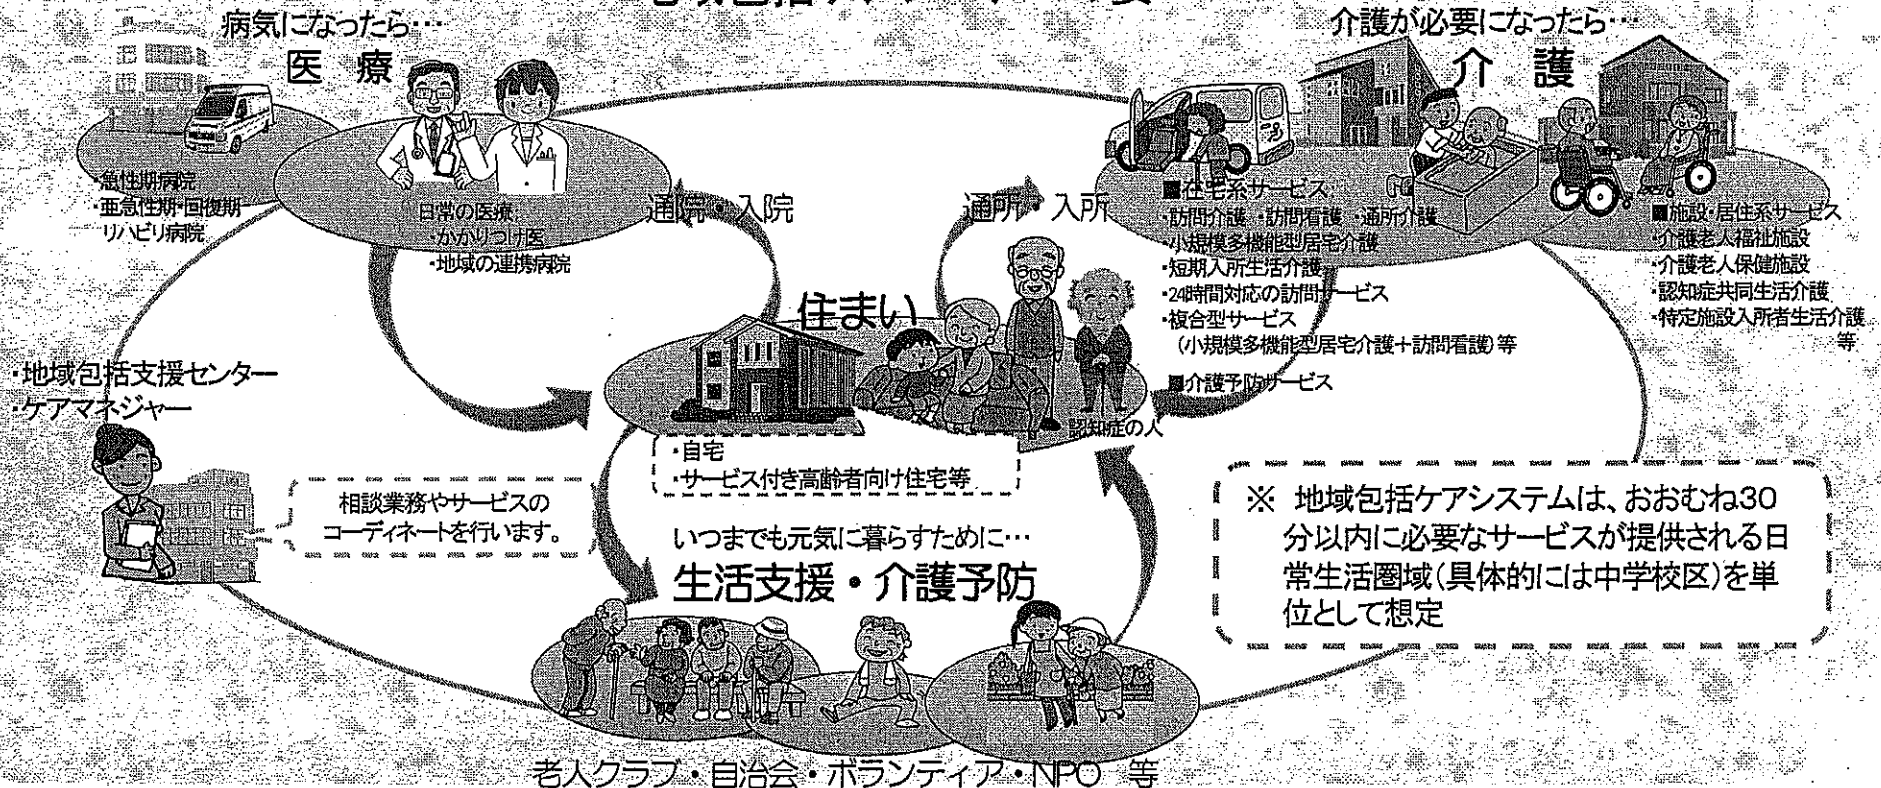 病気になったら…
医 療
・急性期病院
・亜急性期・回復期
リハビリ病院
日常の医療:
・かかりつけ医
・地域の連携病院
通院・入院
通所・入所
介護が必要になったら…
介 護
■在宅系サービス
・訪問介護 ・訪問看護 ・通所介護
・小規模多機能型居宅介護
・短期入所生活介護
・24時間対応の訪問サービス
・複合型サービス
(小規模多機能型居宅介護+訪問看護)等
■介護予防サービス
■施設・居住系サービス
・介護老人福祉施設
・介護老人保健施設
・認知症共同生活介護
・特定施設入所者生活介護
等
住まい
認知症の人
・自宅
・サービス付き高齢者向け住宅等
・地域包括支援センター
・ケアマネジャー
相談業務やサービスの
コーディネートを行います。
いつまでも元気に暮らすために…
生活支援・介護予防
※ 地域包括ケアシステムは、おおむね30
分以内に必要なサービスが提供される日
常生活圏域(具体的には中学校区)を単
位として想定
老人クラブ・自治会・ボランティア・NPO 等